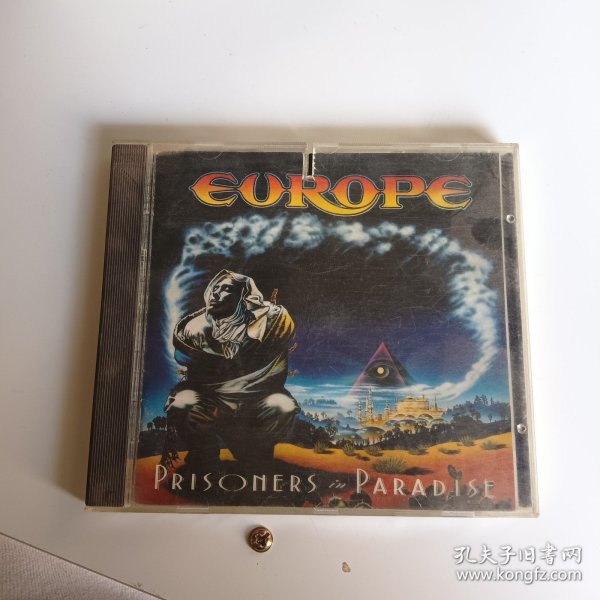 EUROPE
PRISONERS in PARADISE
孔夫子旧书网
www.kongfz.com